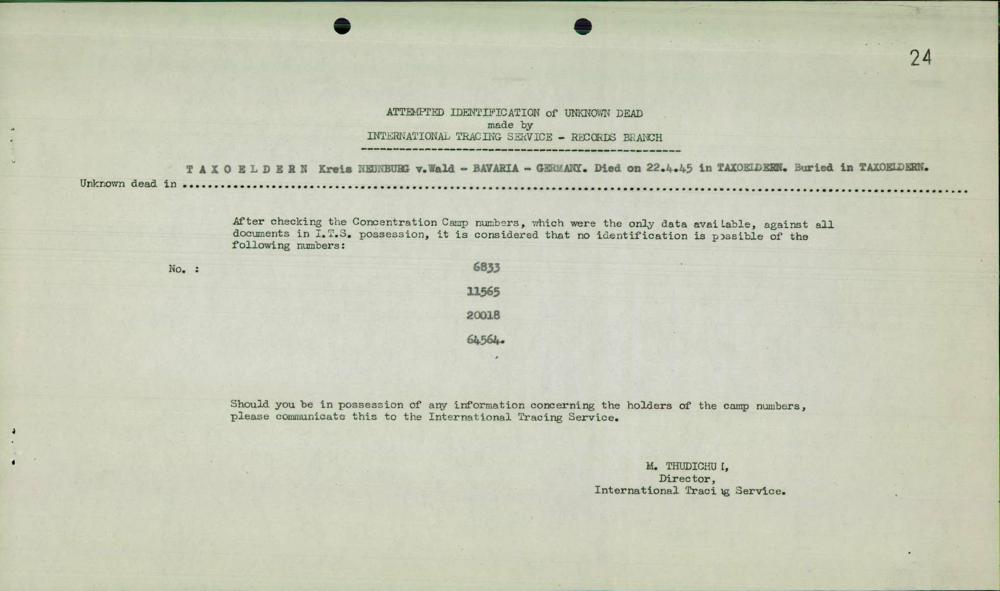 24
ATTEMPTED IDENTIFICATION of UNKNOWN DEAD
made by
INTERNATIONAL TRACING SERVICE - RECORDS BRANCH
T A X O E L D E R N Kreis NEUNBURG v.Wald - BAVARIA - GERMANY. Died on 22.4.45 in TAXOELDERN. Buried in TAXOELDERN.
Unknown dead in
After checking the Concentration Camp numbers, which were the only data available, against all
documents in I.T.S. possession, it is considered that no identification is possible of the
following numbers:
No. : 6833
11565
20018
64564.
Should you be in possession of any information concerning the holders of the camp numbers,
please communicate this to the International Tracing Service.
M. THUDICHUM,
Director,
International Tracing Service.